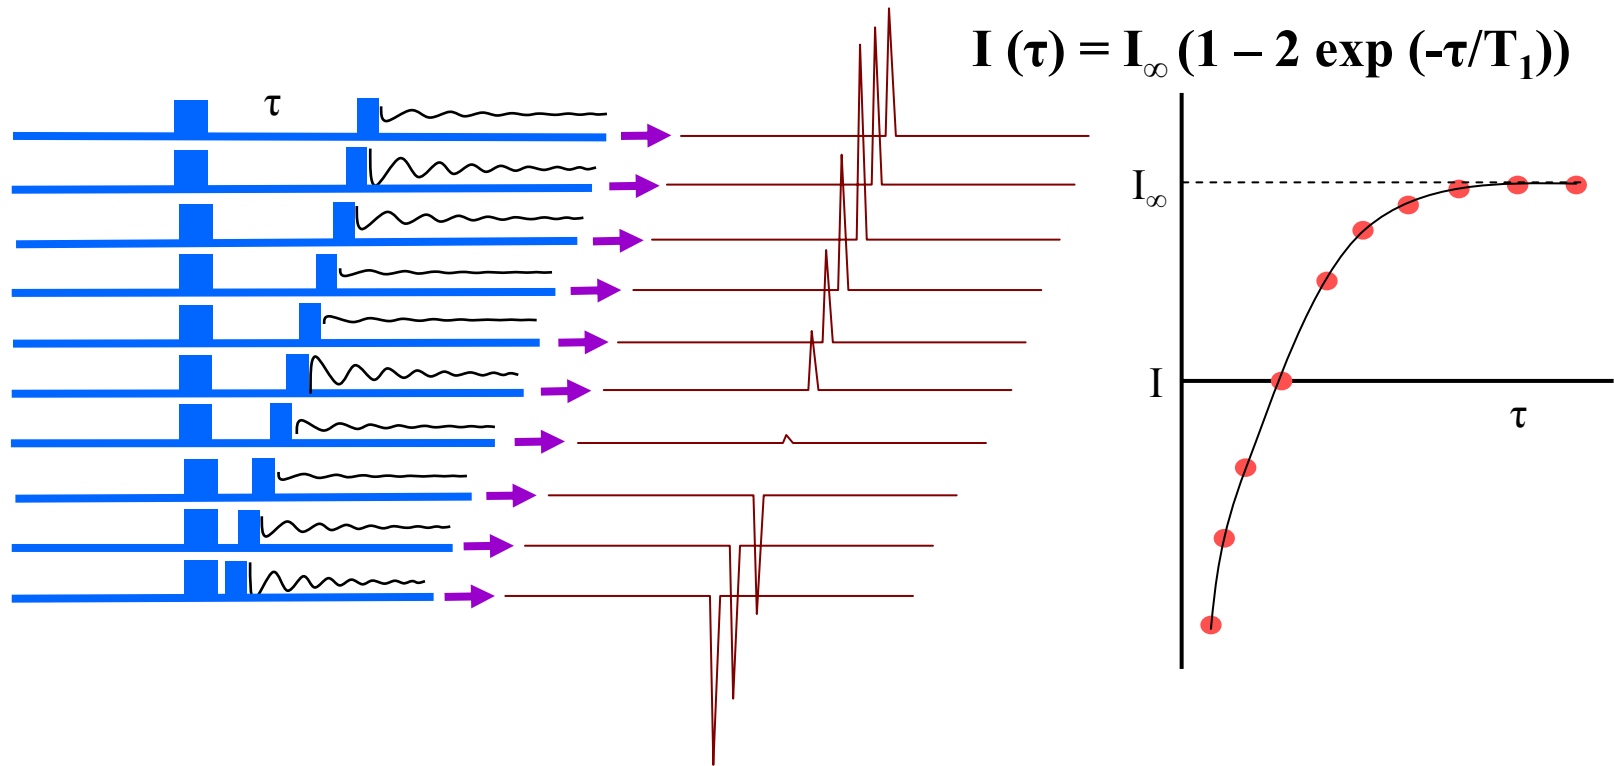 I (τ) = I∞ (1 – 2 exp (-τ/T₁))
τ
I∞
I
τ